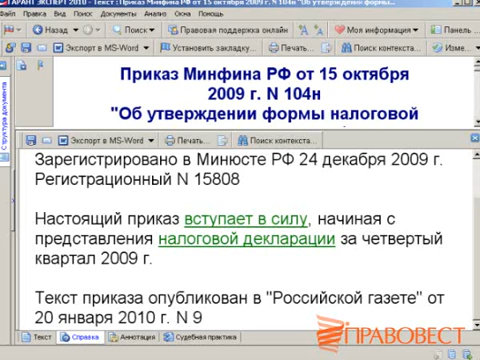 ГАРАНТ ЭКСПЕРТ 2010 - Текст : Приказ Минфина РФ от 15 октября 2009 г. N 104н "Об утверждении формы
Файл Правка Вид Поиск Документы Анализ Окна Помощь
Назад Поиск Правовая поддержка онлайн Моя информация Панель ...
Экспорт в MS-Word Установить закладку... Печать... Поиск контекста... Изме...
Структура документа
Приказ Минфина РФ от 15 октября
2009 г. N 104н
"Об утверждении формы налоговой
Экспорт в MS-Word Печать... Поиск контекста...
Зарегистрировано в Минюсте РФ 24 декабря 2009 г.
Регистрационный N 15808
Настоящий приказ вступает в силу, начиная с
представления налоговой декларации за четвертый
квартал 2009 г.
Текст приказа опубликован в "Российской газете" от
20 января 2010 г. N 9
Текст Справка Аннотация Судебная практика
ПРАВОВЕСТ